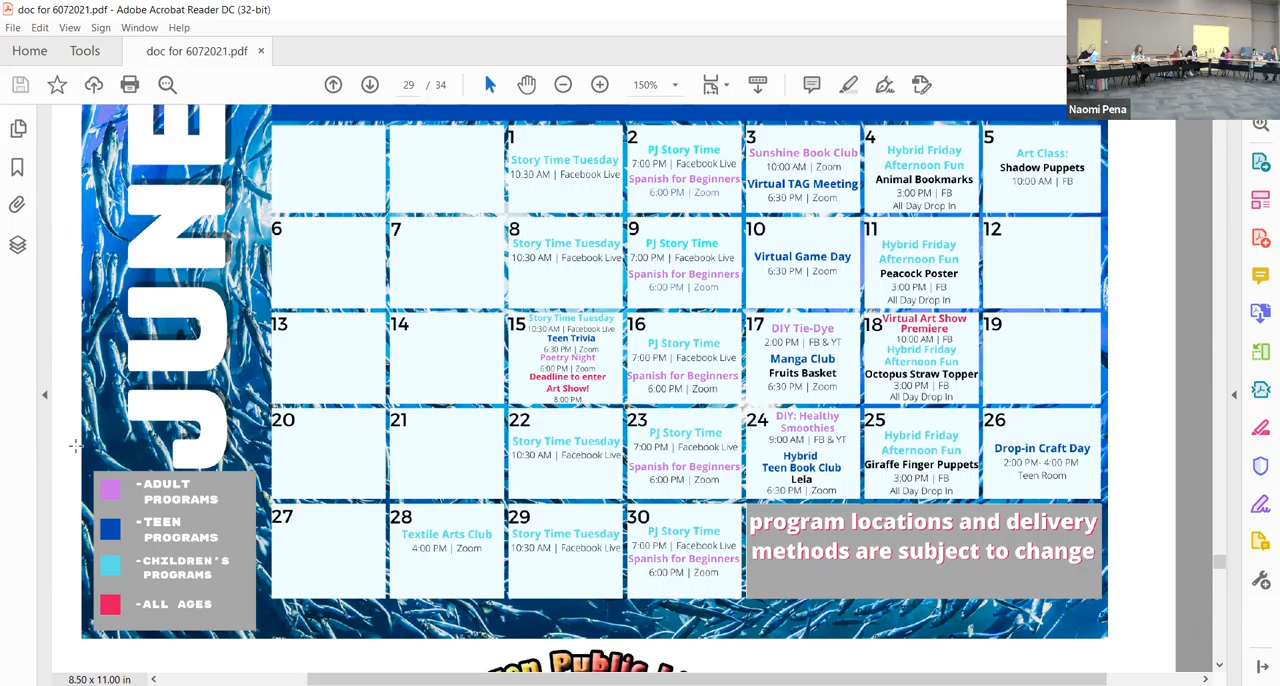 doc for 6072021.pdf - Adobe Acrobat Reader DC (32-bit)
File Edit View Sign Window Help
Home Tools doc for 6072021.pdf ×
29 / 34 150%
Naomi Pena
JUNE
1
Story Time Tuesday
10:30 AM | Facebook Live
2
PJ Story Time
7:00 PM | Facebook Live
Spanish for Beginners
6:00 PM | Zoom
3
Sunshine Book Club
10:00 AM | Zoom
Virtual TAG Meeting
6:30 PM | Zoom
4
Hybrid Friday
Afternoon Fun
Animal Bookmarks
3:00 PM | FB
All Day Drop In
5
Art Class:
Shadow Puppets
10:00 AM | FB
6
7
8
Story Time Tuesday
10:30 AM | Facebook Live
9
PJ Story Time
7:00 PM | Facebook Live
Spanish for Beginners
6:00 PM | Zoom
10
Virtual Game Day
6:30 PM | Zoom
11
Hybrid Friday
Afternoon Fun
Peacock Poster
3:00 PM | FB
All Day Drop In
12
13
14
15
Story Time Tuesday
10:30 AM | Facebook Live
Teen Trivia
6:30 PM | Zoom
Poetry Night
6:00 PM | Zoom
Deadline to enter
Art Show!
8:00 PM
16
PJ Story Time
7:00 PM | Facebook Live
Spanish for Beginners
6:00 PM | Zoom
17
DIY Tie-Dye
2:00 PM | FB & YT
Manga Club
Fruits Basket
6:30 PM | Zoom
18
Virtual Art Show
Premiere
10:00 AM | FB
Hybrid Friday
Afternoon Fun
Octopus Straw Topper
3:00 PM | FB
All Day Drop In
19
20
21
22
Story Time Tuesday
10:30 AM | Facebook Live
23
PJ Story Time
7:00 PM | Facebook Live
Spanish for Beginners
6:00 PM | Zoom
24
DIY: Healthy
Smoothies
9:00 AM | FB & YT
Hybrid
Teen Book Club
Lela
6:30 PM | Zoom
25
Hybrid Friday
Afternoon Fun
Giraffe Finger Puppets
3:00 PM | FB
All Day Drop In
26
Drop-in Craft Day
2:00 PM- 4:00 PM
Teen Room
27
28
Textile Arts Club
4:00 PM | Zoom
29
Story Time Tuesday
10:30 AM | Facebook Live
30
PJ Story Time
7:00 PM | Facebook Live
Spanish for Beginners
6:00 PM | Zoom
program locations and delivery
methods are subject to change
-ADULT
PROGRAMS
-TEEN
PROGRAMS
-CHILDREN'S
PROGRAMS
-ALL AGES
Public
8.50 x 11.00 in